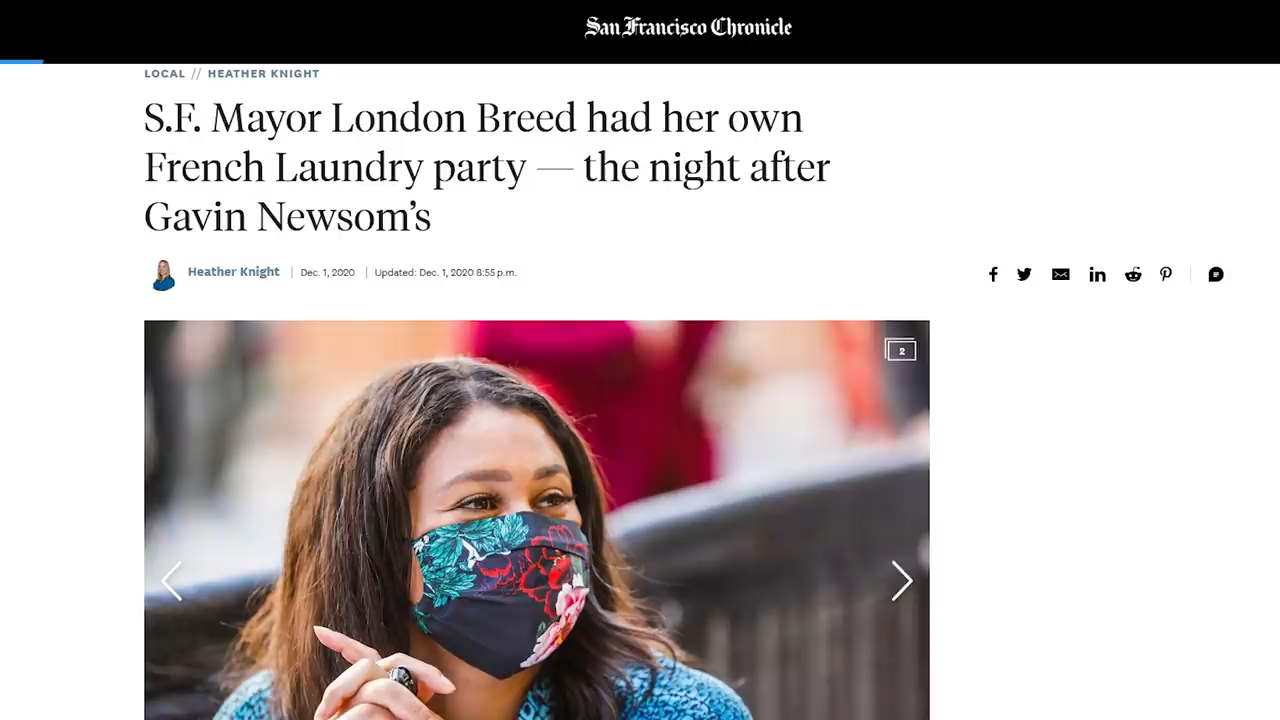 San Francisco Chronicle
LOCAL // HEATHER KNIGHT
S.F. Mayor London Breed had her own
French Laundry party — the night after
Gavin Newsom’s
Heather Knight | Dec. 1, 2020 | Updated: Dec. 1, 2020 8:55 p.m.
2